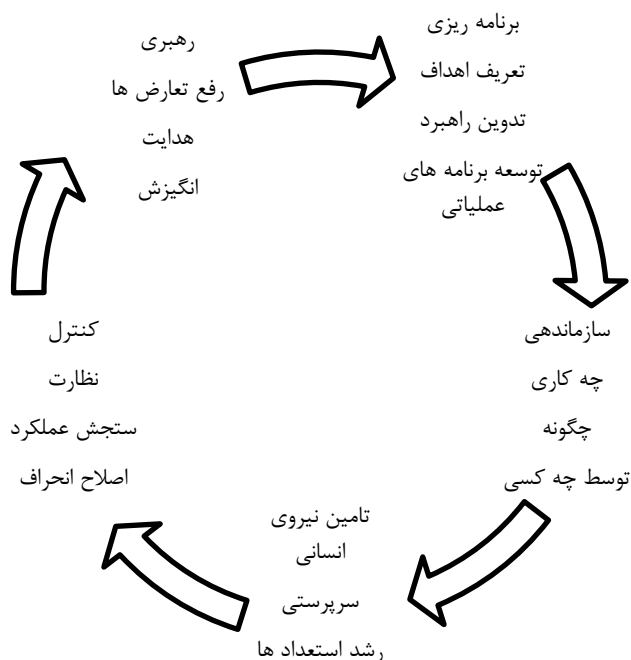 برنامه ریزی
تعریف اهداف
تدوین راهبرد
توسعه برنامه های
عملیاتی
سازماندهی
چه کاری
چگونه
توسط چه کسی
تامین نیروی
انسانی
سرپرستی
رشد استعداد ها
کنترل
نظارت
ستجش عملکرد
اصلاح انحراف
رهبری
رفع تعارض ها
هدایت
انگیزش